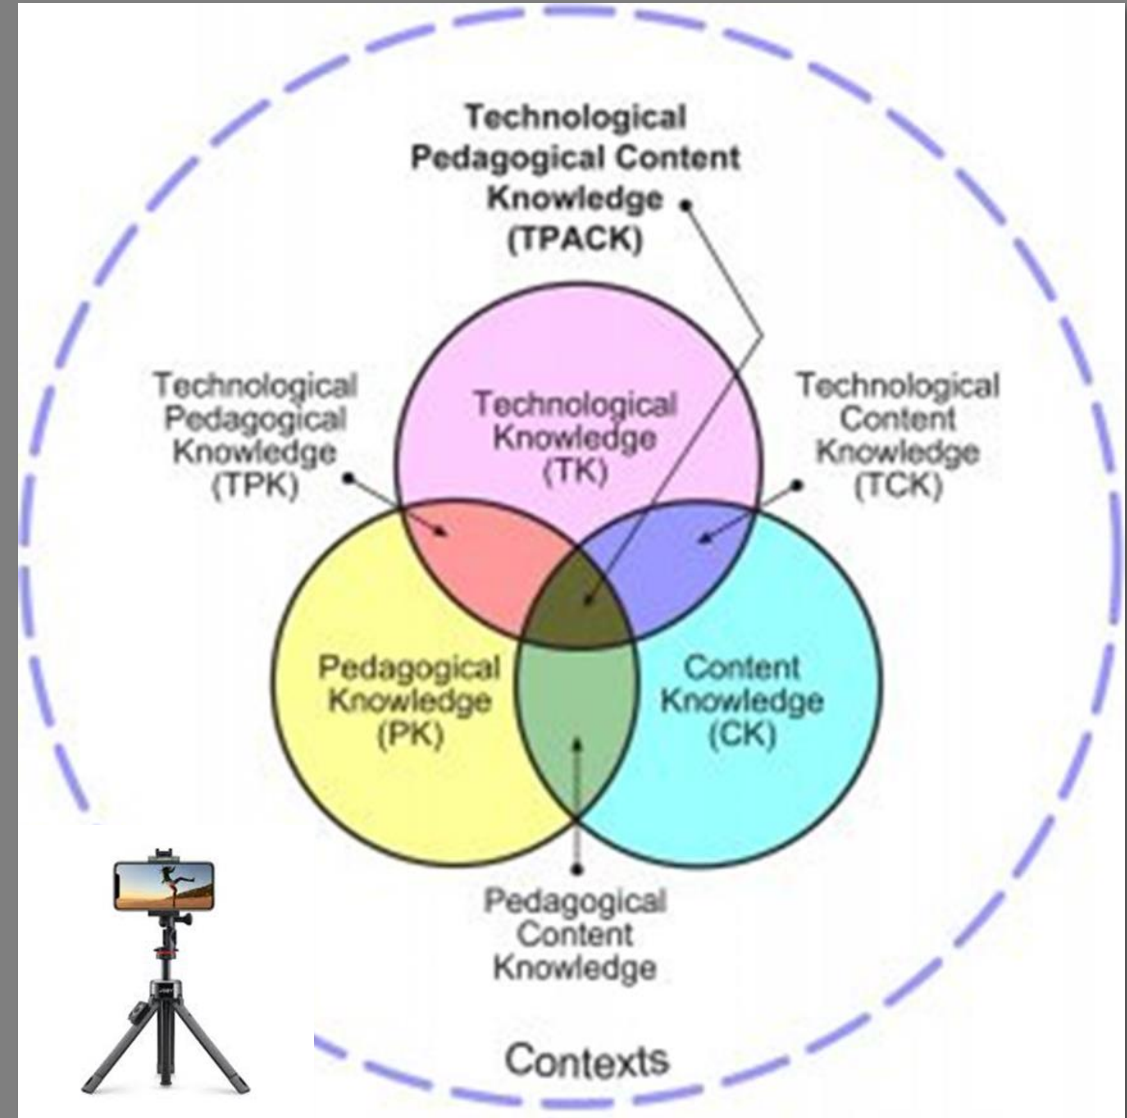 Technological
Pedagogical Content
Knowledge
(TPACK)
Technological
Pedagogical
Knowledge
(TPK)
Technological
Knowledge
(TK)
Technological
Content
Knowledge
(TCK)
Pedagogical
Knowledge
(PK)
Content
Knowledge
(CK)
Pedagogical
Content
Knowledge
Contexts